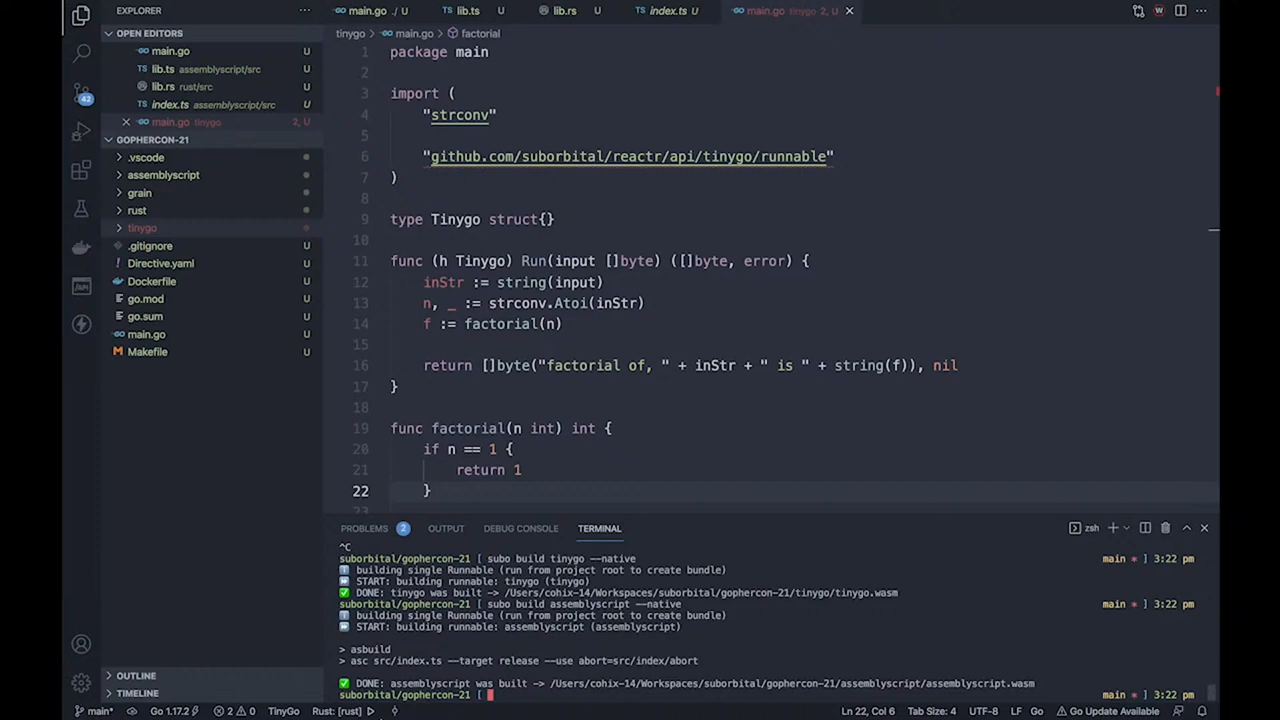 EXPLORER
OPEN EDITORS
main.go U
TS lib.ts assemblyscript/src U
lib.rs rust/src U
TS index.ts assemblyscript/src U
main.go tinygo 2, U
GOPHERCON-21
.vscode
assemblyscript
grain
rust
tinygo
.gitignore U
Directive.yaml U
Dockerfile U
go.mod U
go.sum U
main.go U
Makefile U
OUTLINE
TIMELINE
42
main.go ./ U TS lib.ts U lib.rs U TS index.ts U main.go tinygo 2, U
tinygo > main.go > factorial
1 package main
2
3 import (
4 "strconv"
5
6 "github.com/suborbital/reactr/api/tinygo/runnable"
7 )
8
9 type Tinygo struct{}
10
11 func (h Tinygo) Run(input []byte) ([]byte, error) {
12 inStr := string(input)
13 n, _ := strconv.Atoi(inStr)
14 f := factorial(n)
15
16 return []byte("factorial of, " + inStr + " is " + string(f)), nil
17 }
18
19 func factorial(n int) int {
20 if n == 1 {
21 return 1
22 }
23
PROBLEMS 2 OUTPUT DEBUG CONSOLE TERMINAL zsh
^C
suborbital/gophercon-21 [ subo build tinygo --native main * ] 3:22 pm
building single Runnable (run from project root to create bundle)
START: building runnable: tinygo (tinygo)
DONE: tinygo was built -> /Users/cohix-14/Workspaces/suborbital/gophercon-21/tinygo/tinygo.wasm
suborbital/gophercon-21 [ subo build assemblyscript --native main * ] 3:22 pm
building single Runnable (run from project root to create bundle)
START: building runnable: assemblyscript (assemblyscript)
> asbuild
> asc src/index.ts --target release --use abort=src/index/abort
DONE: assemblyscript was built -> /Users/cohix-14/Workspaces/suborbital/gophercon-21/assemblyscript/assemblyscript.wasm
suborbital/gophercon-21 [ main * ] 3:22 pm
main* Go 1.17.2 2 0 TinyGo Rust: [rust] Ln 22, Col 6 Tab Size: 4 UTF-8 LF Go Go Update Available